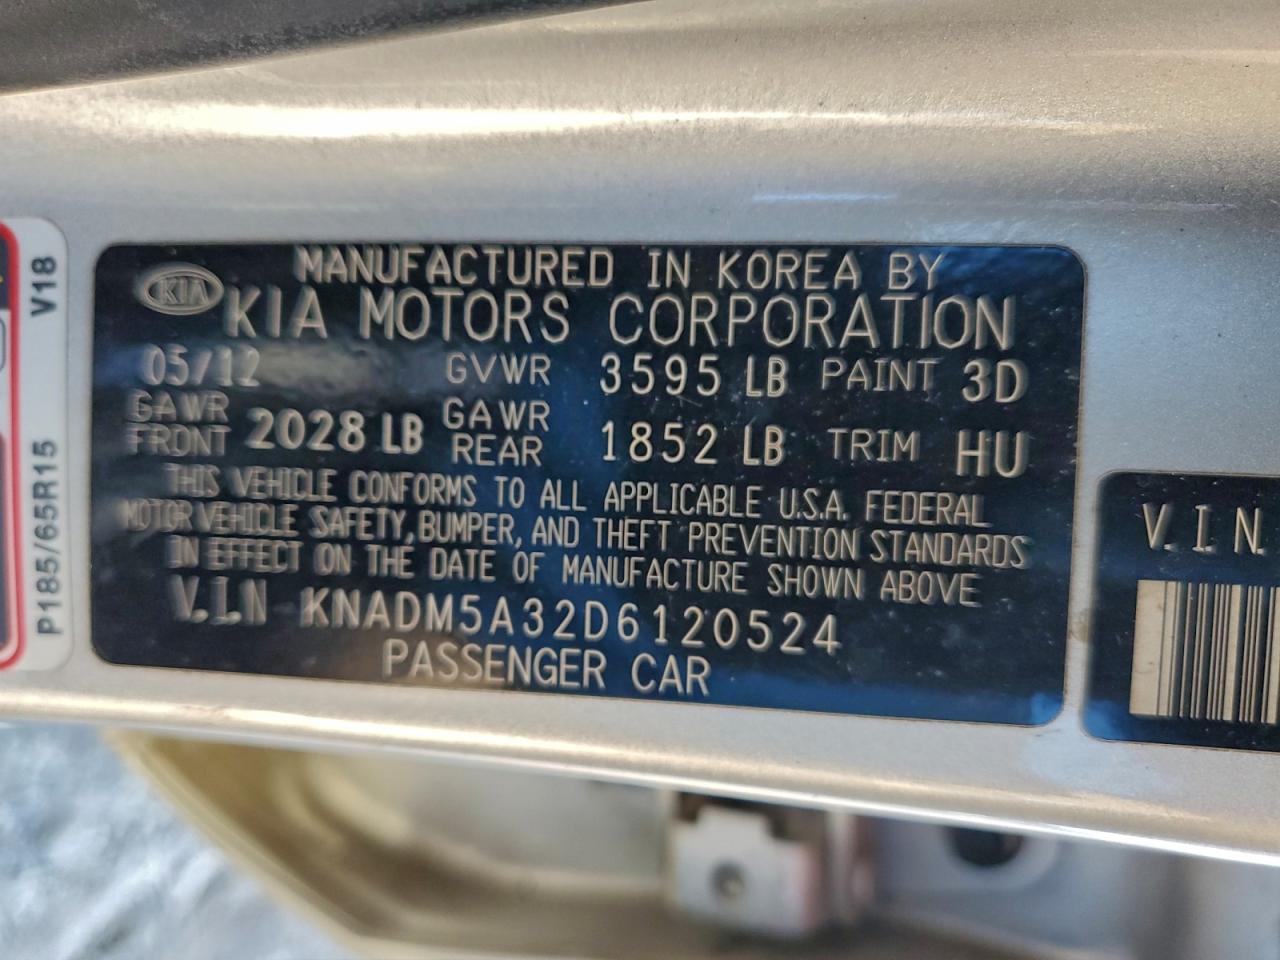 MANUFACTURED IN KOREA BY
KIA
KIA MOTORS CORPORATION
05/12 GVWR 3595 LB PAINT 3D
GAWR FRONT 2028 LB GAWR REAR 1852 LB TRIM HU
THIS VEHICLE CONFORMS TO ALL APPLICABLE U.S.A. FEDERAL
MOTOR VEHICLE SAFETY, BUMPER, AND THEFT PREVENTION STANDARDS
IN EFFECT ON THE DATE OF MANUFACTURE SHOWN ABOVE
V.I.N KNADM5A32D6120524
PASSENGER CAR
P185/65R15 V18
V.I.N.